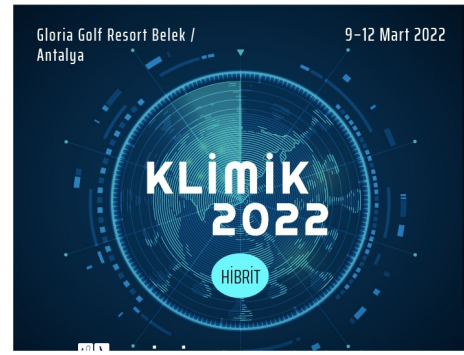 Gloria Golf Resort Belek /
Antalya
9-12 Mart 2022
KLİMİK
2022
HİBRİT